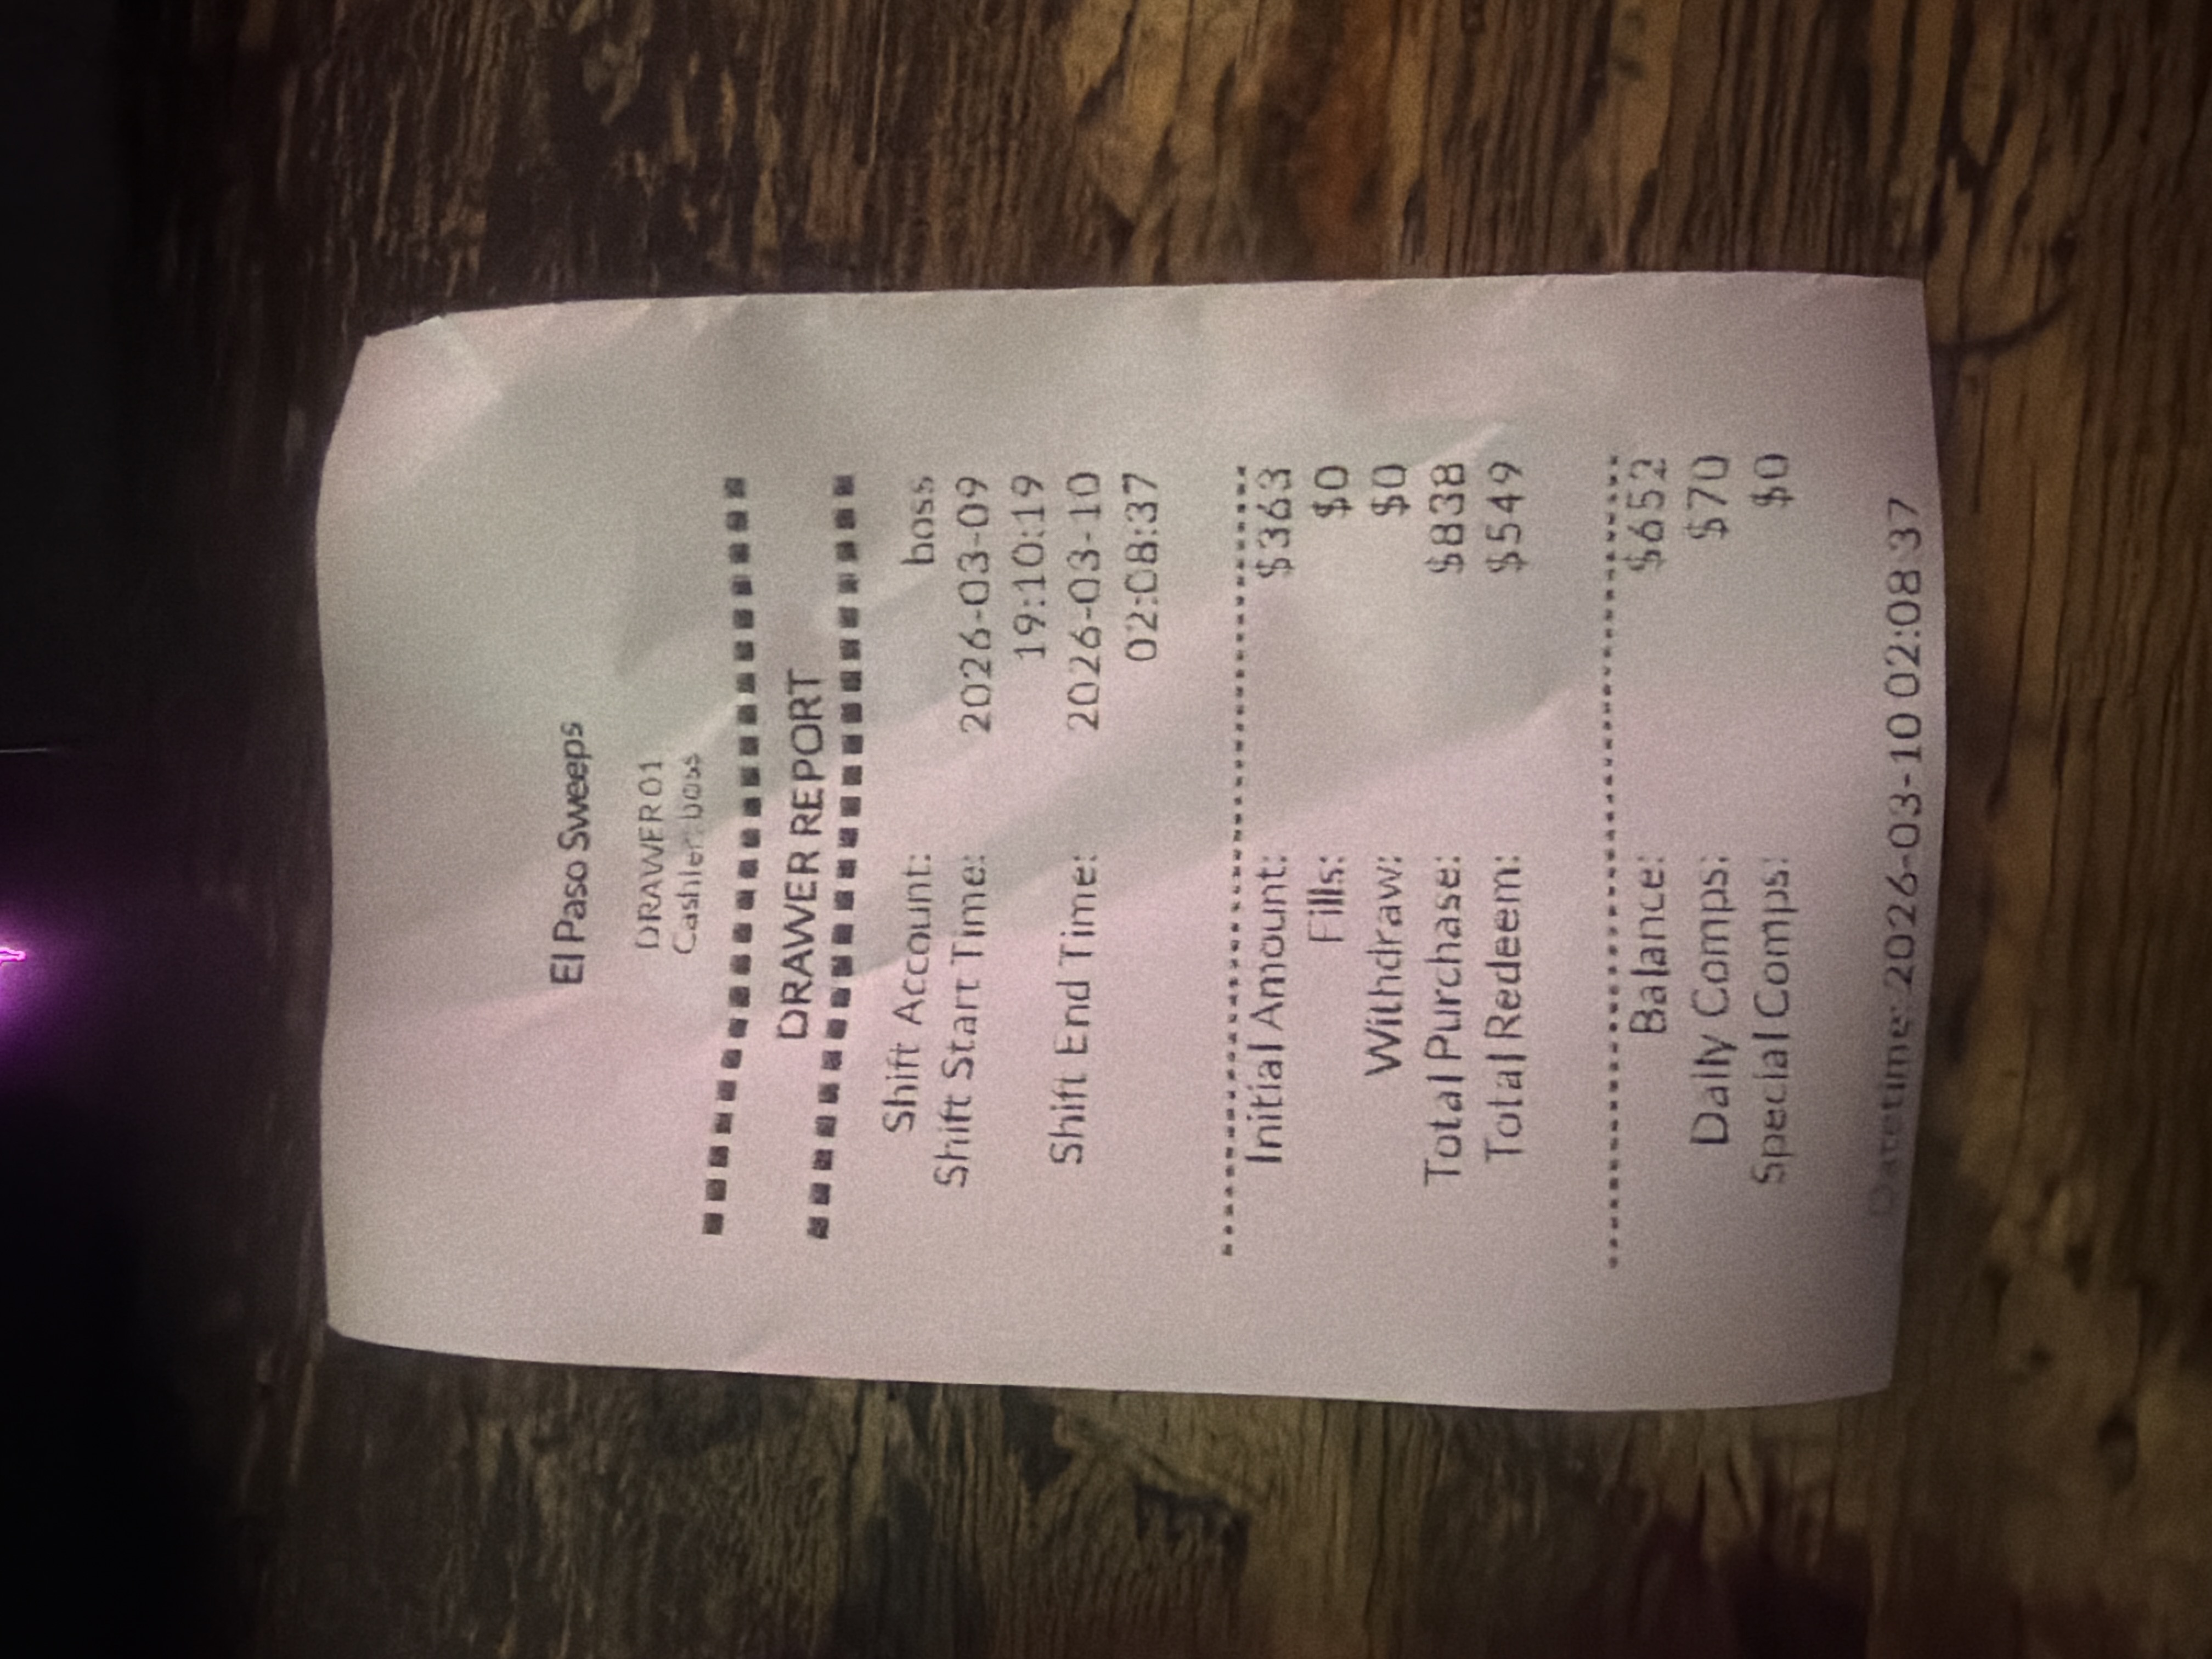 El Paso Sweeps
DRAWER 01
Cashier: boss
DRAWER REPORT
Shift Account: boss
Shift Start Time: 2026-03-09
19:10:19
Shift End Time: 2026-03-10
02:08:37
Initial Amount: $363
Fills: $0
Withdraw: $0
Total Purchase: $838
Total Redeem: $549
Balance: $652
Daily Comps: $70
Special Comps: $0
Datetime: 2026-03-10 02:08:37